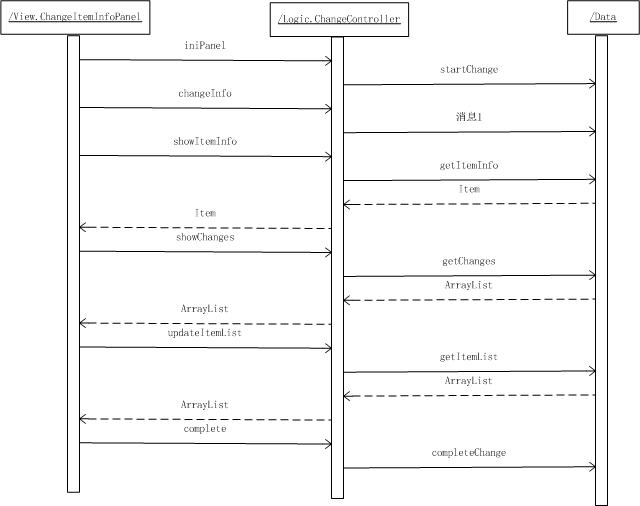 /View.ChangeItemInfoPanel
/Logic.ChangeController
/Data
iniPanel
startChange
changeInfo
消息1
showItemInfo
getItemInfo
Item
Item
showChanges
getChanges
ArrayList
ArrayList
updateItemList
getItemList
ArrayList
ArrayList
complete
completeChange